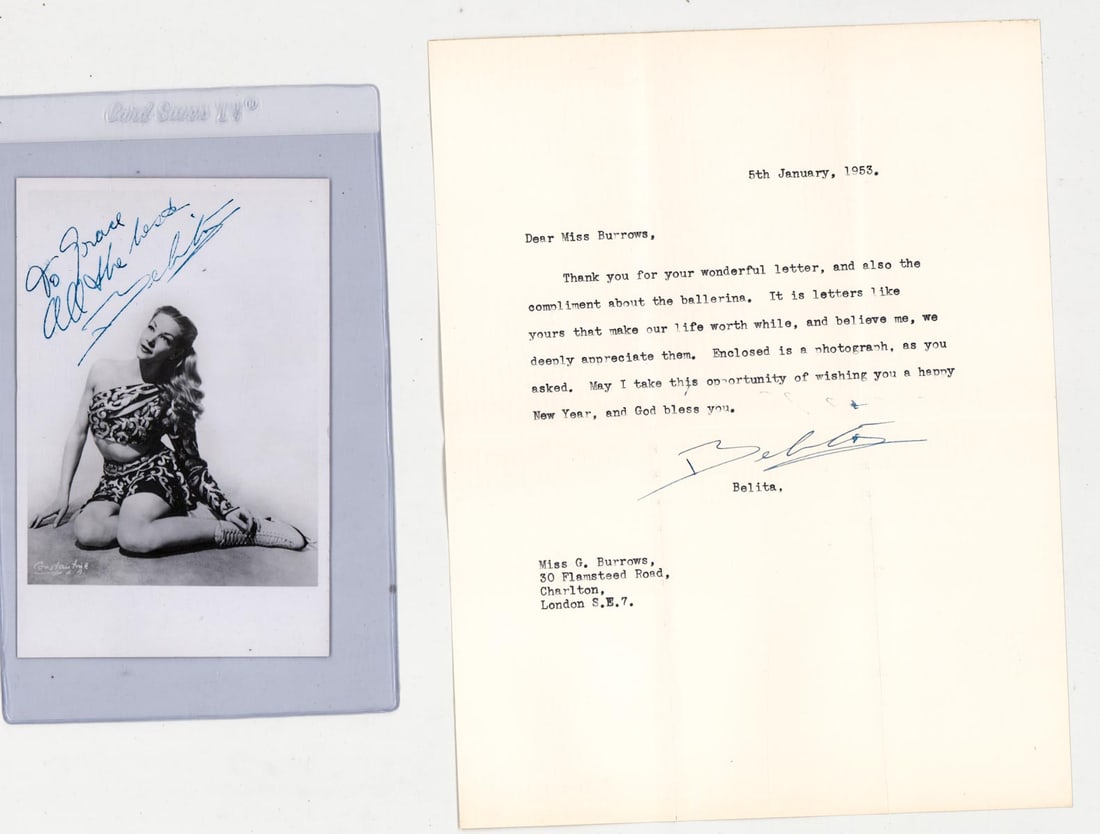 Card Saver 1®
To Grace
All the best
Belita
Constantine
5th January, 1953.
Dear Miss Burrows,
Thank you for your wonderful letter, and also the
compliment about the ballerina. It is letters like
yours that make our life worth while, and believe me, we
deeply appreciate them. Enclosed is a photograph, as you
asked. May I take this opportunity of wishing you a happy
New Year, and God bless you.
Belita
Belita,
Miss G. Burrows,
30 Flamsteed Road,
Charlton,
London S.E.7.